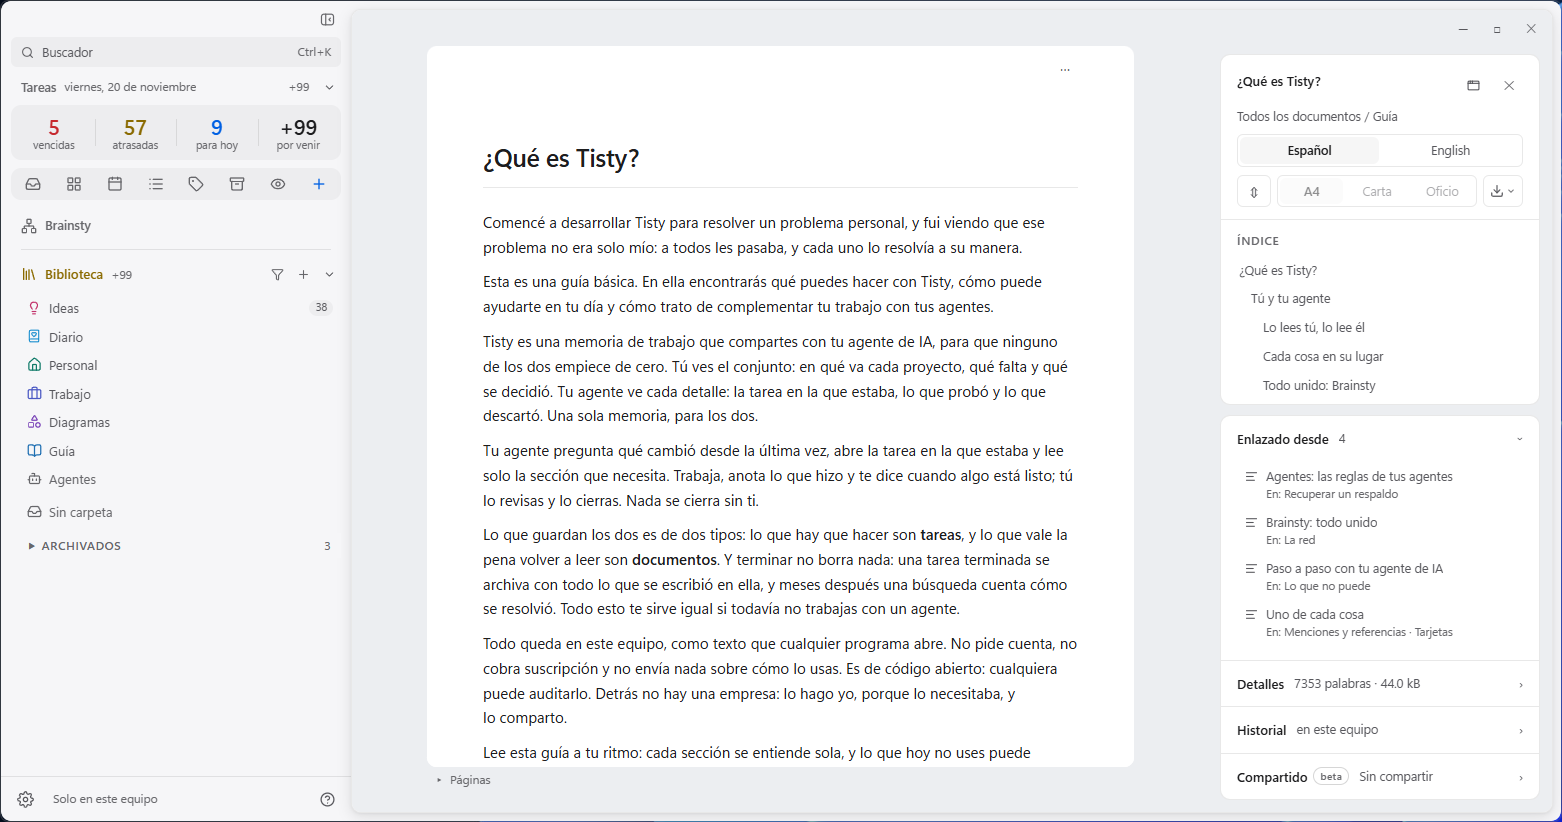 Buscador Ctrl+K
Tareas viernes, 20 de noviembre +99
5 57 9 +99
vencidas atrasadas para hoy por venir
Brainsty
Biblioteca +99
Ideas 38
Diario
Personal
Trabajo
Diagramas
Guía
Agentes
Sin carpeta
ARCHIVADOS 3
Solo en este equipo
...
¿Qué es Tisty?
Comencé a desarrollar Tisty para resolver un problema personal, y fui viendo que ese
problema no era solo mío: a todos les pasaba, y cada uno lo resolvía a su manera.
Esta es una guía básica. En ella encontrarás qué puedes hacer con Tisty, cómo puede
ayudarte en tu día y cómo trato de complementar tu trabajo con tus agentes.
Tisty es una memoria de trabajo que compartes con tu agente de IA, para que ninguno
de los dos empiece de cero. Tú ves el conjunto: en qué va cada proyecto, qué falta y qué
se decidió. Tu agente ve cada detalle: la tarea en la que estaba, lo que probó y lo que
descartó. Una sola memoria, para los dos.
Tu agente pregunta qué cambió desde la última vez, abre la tarea en la que estaba y lee
solo la sección que necesita. Trabaja, anota lo que hizo y te dice cuando algo está listo; tú
lo revisas y lo cierras. Nada se cierra sin ti.
Lo que guardan los dos es de dos tipos: lo que hay que hacer son tareas, y lo que vale la
pena volver a leer son documentos. Y terminar no borra nada: una tarea terminada se
archiva con todo lo que se escribió en ella, y meses después una búsqueda cuenta cómo
se resolvió. Todo esto te sirve igual si todavía no trabajas con un agente.
Todo queda en este equipo, como texto que cualquier programa abre. No pide cuenta, no
cobra suscripción y no envía nada sobre cómo lo usas. Es de código abierto: cualquiera
puede auditarlo. Detrás no hay una empresa: lo hago yo, porque lo necesitaba, y
lo comparto.
Lee esta guía a tu ritmo: cada sección se entiende sola, y lo que hoy no uses puede
Páginas
¿Qué es Tisty?
Todos los documentos / Guía
Español English
A4 Carta Oficio
ÍNDICE
¿Qué es Tisty?
Tú y tu agente
Lo lees tú, lo lee él
Cada cosa en su lugar
Todo unido: Brainsty
Enlazado desde 4
Agentes: las reglas de tus agentes
En: Recuperar un respaldo
Brainsty: todo unido
En: La red
Paso a paso con tu agente de IA
En: Lo que no puede
Uno de cada cosa
En: Menciones y referencias · Tarjetas
Detalles 7353 palabras · 44.0 kB
Historial en este equipo
Compartido beta Sin compartir